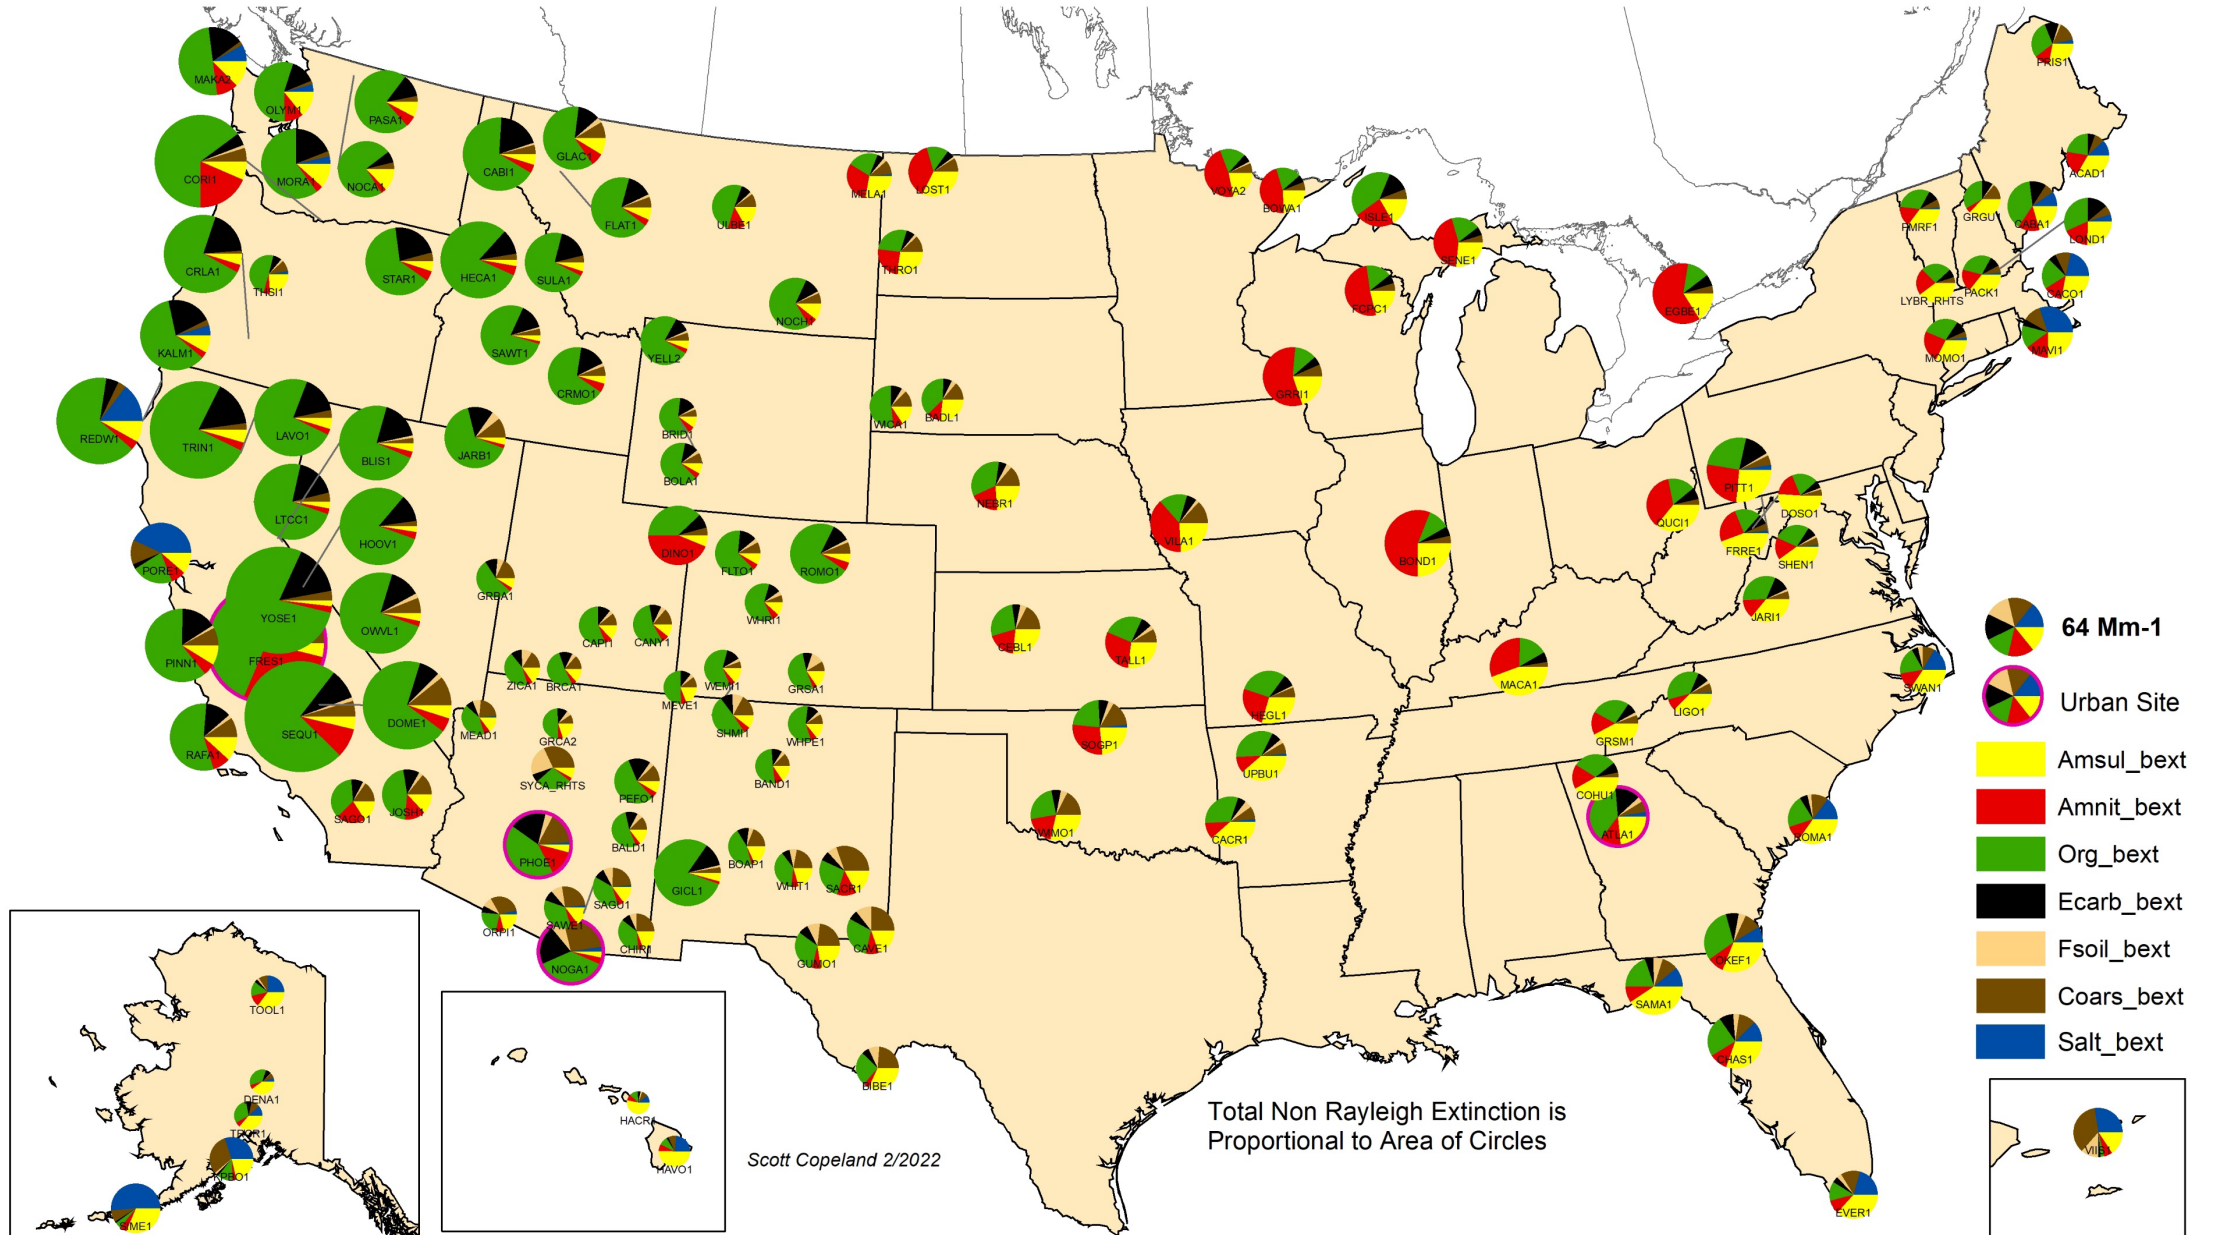 MAKA2
OLYM1
PASA1
CORI1
MORA1
NOCA1
CABI1
GLAC1
FLAT1
ULBE1
MELA1
LOST1
THRO1
VOYA2
BOWA1
ISLE1
SENE1
FCPC1
EGBE1
GRRI1
PRIS1
ACAD1
PMRF1
GRGU1
CABA1
LOND1
LYBR_RHTS
PACK1
CACO1
MOMO1
MAVI1
CRLA1
THSI1
STAR1
HECA1
SULA1
NOCH1
KALM1
SAWT1
CRMO1
YELL2
REDW1
TRIN1
LAVO1
BLIS1
JARB1
BRID1
BOLA1
WICA1
BADL1
NEBR1
LTCC1
HOOV1
PORE1
YOSE1
OWVL1
PINN1
FRES1
SEQU1
DOME1
RAFA1
SAGO1
JOSH1
GRBA1
DINO1
FLTO1
ROMO1
WHRI1
CAPI1
CANY1
ZICA1
BRCA1
MEVE1
WEMI1
GRSA1
MEAD1
GRCA2
SHMI1
WHPE1
SYCA_RHTS
PEFO1
BAND1
PHOE1
BALD1
GICL1
BOAP1
WHIT1
SACR1
ORPI1
SAWE1
SAGU1
CHIR1
NOGA1
GUMO1
CAVE1
BIBE1
VILA1
BOND1
CEBL1
TALL1
HEGL1
MACA1
SOGP1
UPBU1
WIMO1
CACR1
PITT1
QUCI1
DOSO1
FRRE1
SHEN1
JARI1
SWAN1
LIGO1
GRSM1
COHU1
ATLA1
ROMA1
OKEF1
SAMA1
CHAS1
EVER1
TOOL1
DENA1
TRCR1
KPBO1
SIME1
HACR1
HAVO1
VIIS1
64 Mm-1
Urban Site
Amsul_bext
Amnit_bext
Org_bext
Ecarb_bext
Fsoil_bext
Coars_bext
Salt_bext
Total Non Rayleigh Extinction is
Proportional to Area of Circles
Scott Copeland 2/2022